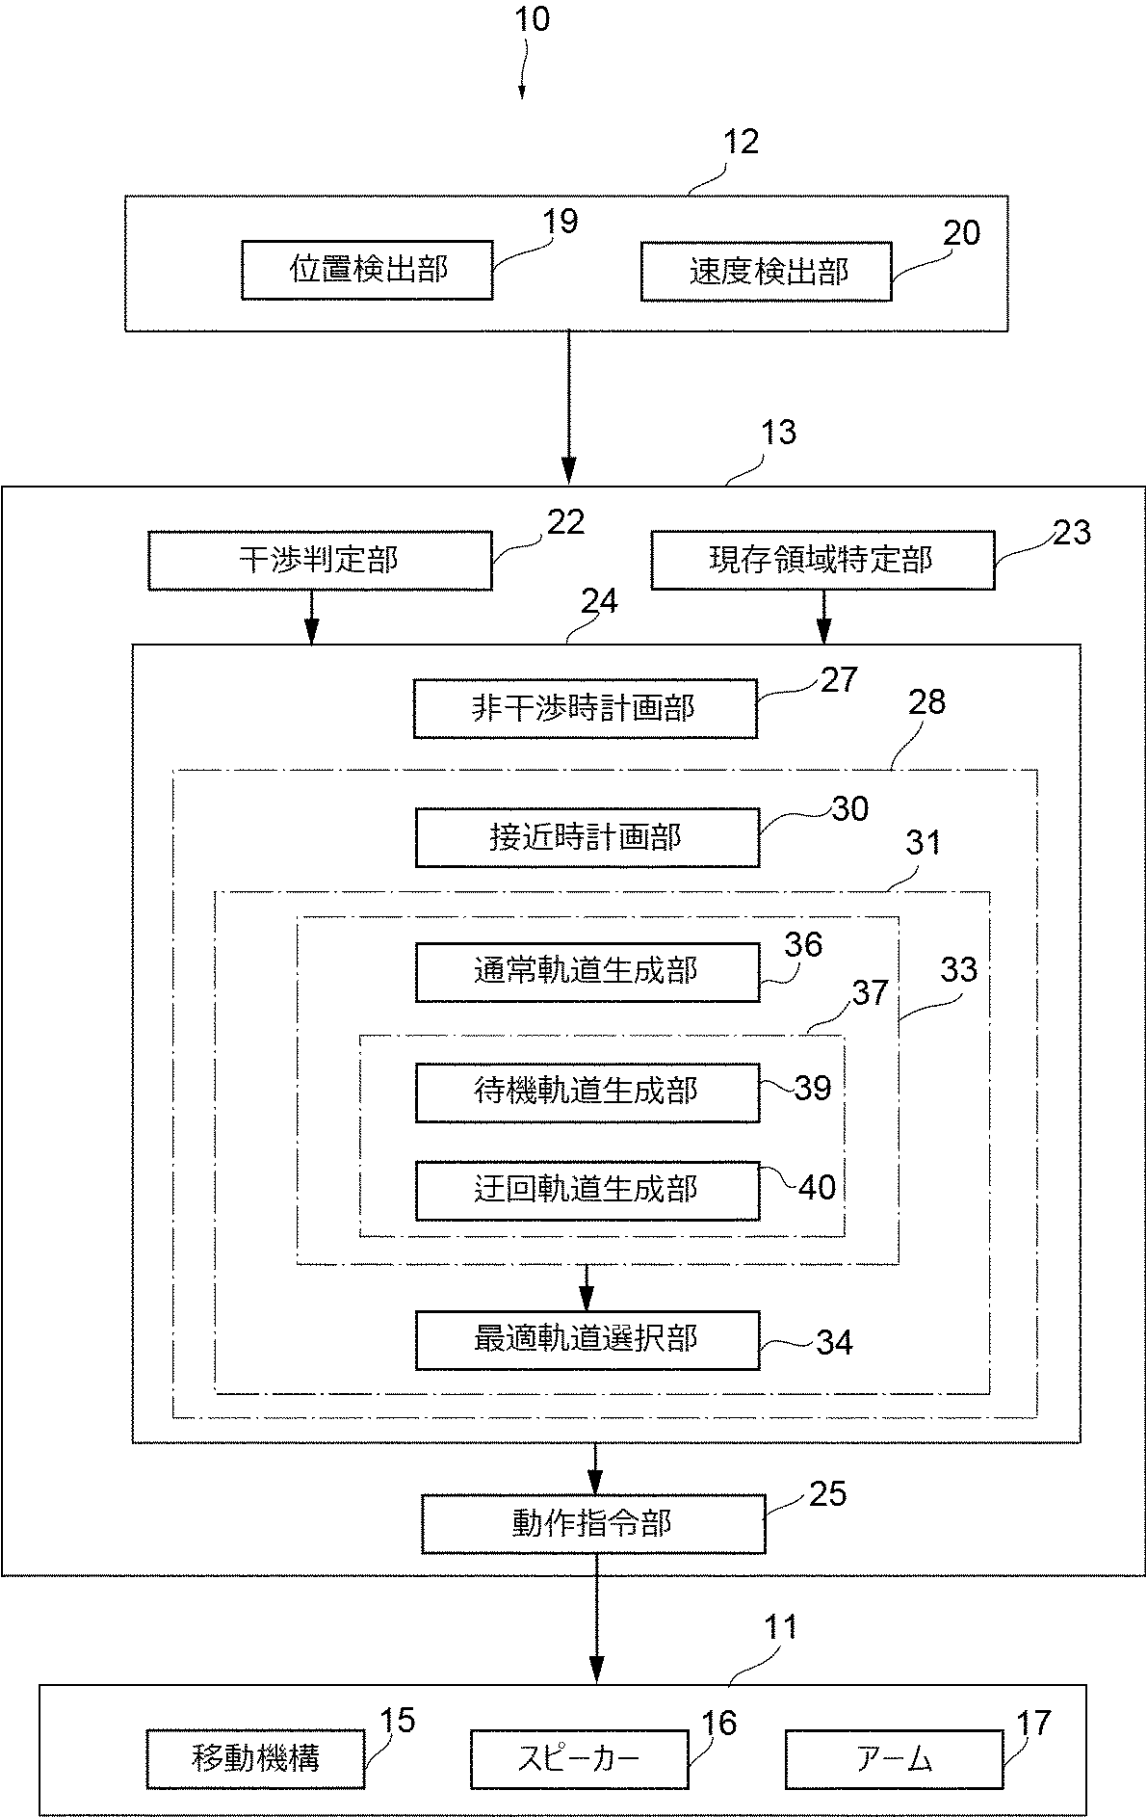 10
12
19
位置検出部
20
速度検出部
13
22
干渉判定部
23
現存領域特定部
24
27
非干渉時計画部
28
30
接近時計画部
31
36
通常軌道生成部
33
37
待機軌道生成部
39
迂回軌道生成部
40
最適軌道選択部
34
25
動作指令部
11
15
移動機構
16
スピーカー
17
アーム